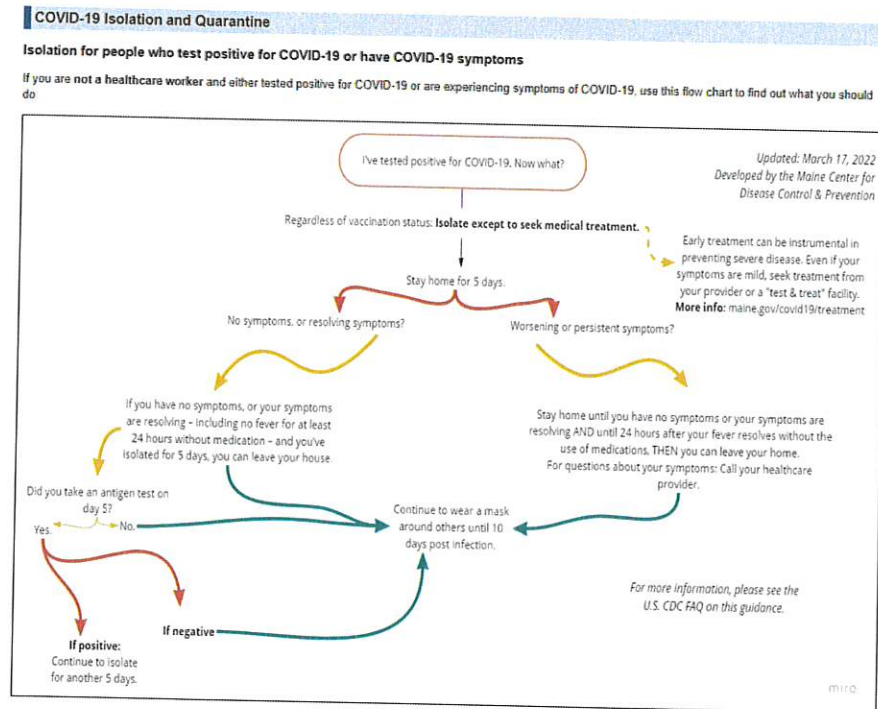 COVID-19 Isolation and Quarantine
Isolation for people who test positive for COVID-19 or have COVID-19 symptoms
If you are not a healthcare worker and either tested positive for COVID-19 or are experiencing symptoms of COVID-19, use this flow chart to find out what you should
do
I've tested positive for COVID-19. Now what?
Updated: March 17, 2022
Developed by the Maine Center for
Disease Control & Prevention
Regardless of vaccination status: Isolate except to seek medical treatment.
Early treatment can be instrumental in
preventing severe disease. Even if your
symptoms are mild, seek treatment from
your provider or a "test & treat" facility.
More info: maine.gov/covid19/treatment
Stay home for 5 days.
No symptoms, or resolving symptoms?
Worsening or persistent symptoms?
If you have no symptoms, or your symptoms
are resolving – including no fever for at least
24 hours without medication – and you've
isolated for 5 days, you can leave your house.
Stay home until you have no symptoms or your symptoms are
resolving AND until 24 hours after your fever resolves without the
use of medications, THEN you can leave your home.
For questions about your symptoms: Call your healthcare
provider.
Did you take an antigen test on
day 5?
Yes.
No.
Continue to wear a mask
around others until 10
days post infection.
If positive:
Continue to isolate
for another 5 days.
If negative
For more information, please see the
U.S. CDC FAQ on this guidance.
miro